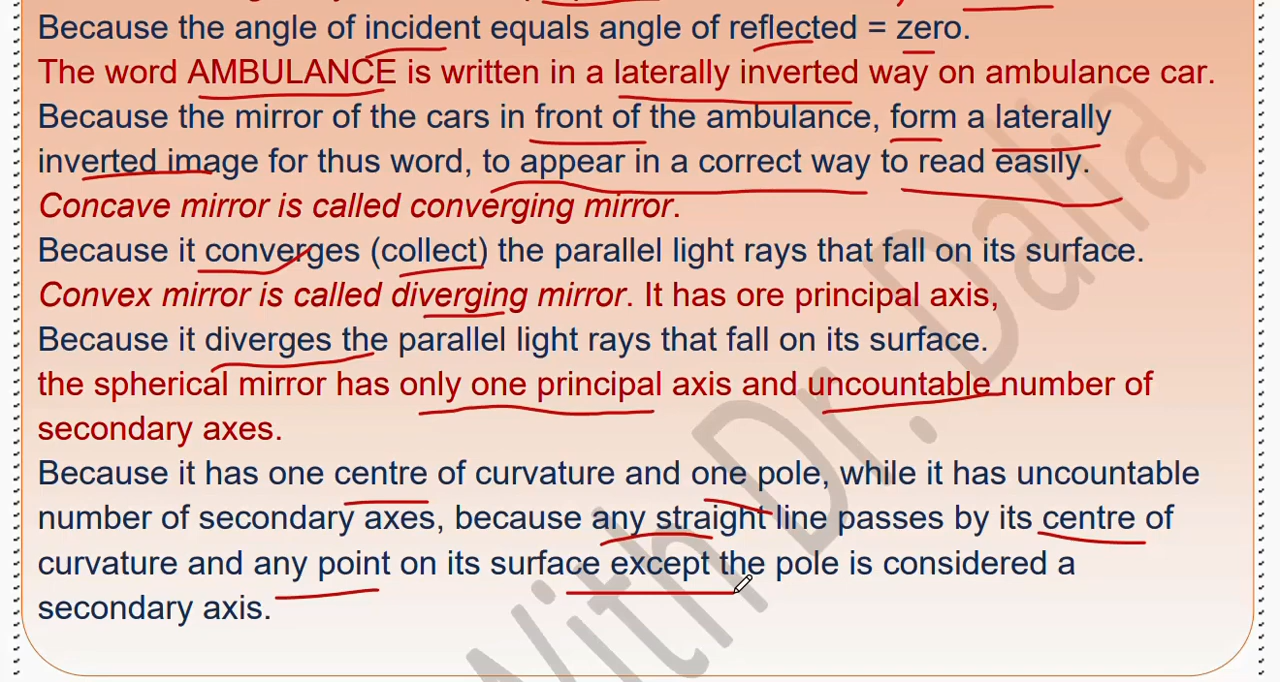 Because the angle of incident equals angle of reflected = zero.
The word AMBULANCE is written in a laterally inverted way on ambulance car.
Because the mirror of the cars in front of the ambulance, form a laterally
inverted image for thus word, to appear in a correct way to read easily.
Concave mirror is called converging mirror.
Because it converges (collect) the parallel light rays that fall on its surface.
Convex mirror is called diverging mirror. It has ore principal axis,
Because it diverges the parallel light rays that fall on its surface.
the spherical mirror has only one principal axis and uncountable number of
secondary axes.
Because it has one centre of curvature and one pole, while it has uncountable
number of secondary axes, because any straight line passes by its centre of
curvature and any point on its surface except the pole is considered a
secondary axis.
With Dr. Dalia